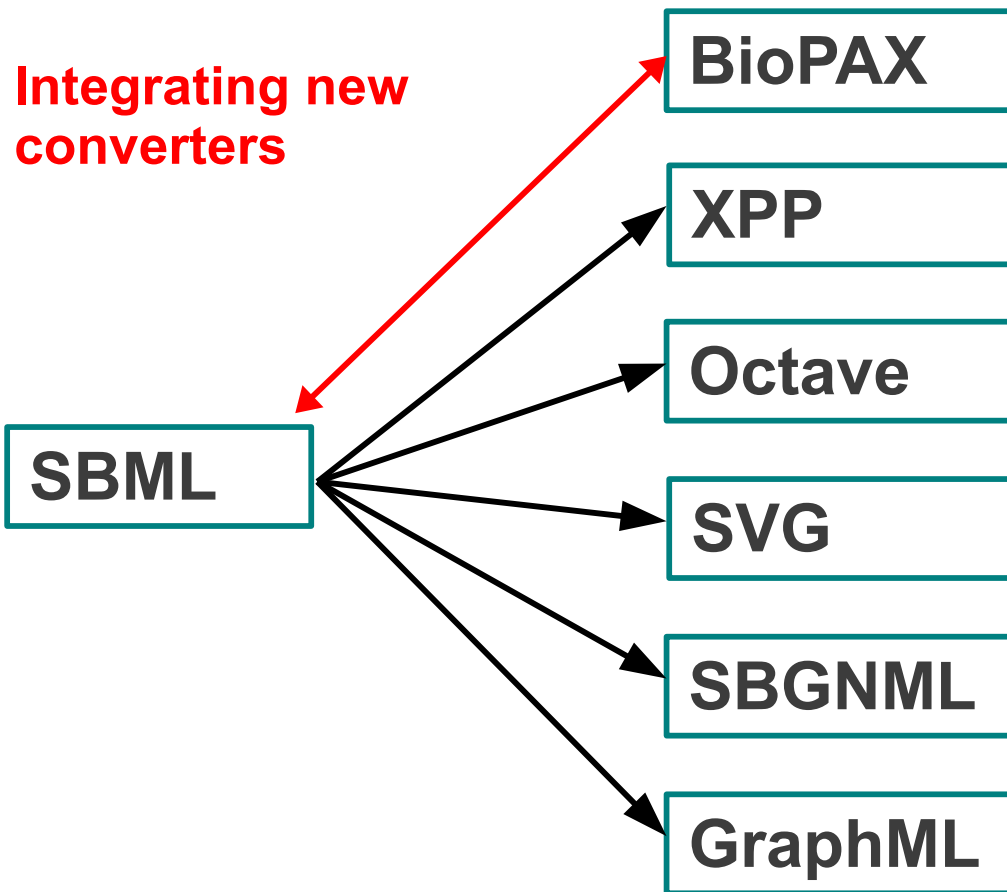 Integrating new
converters
BioPAX
XPP
Octave
SBML
SVG
SBGNML
GraphML